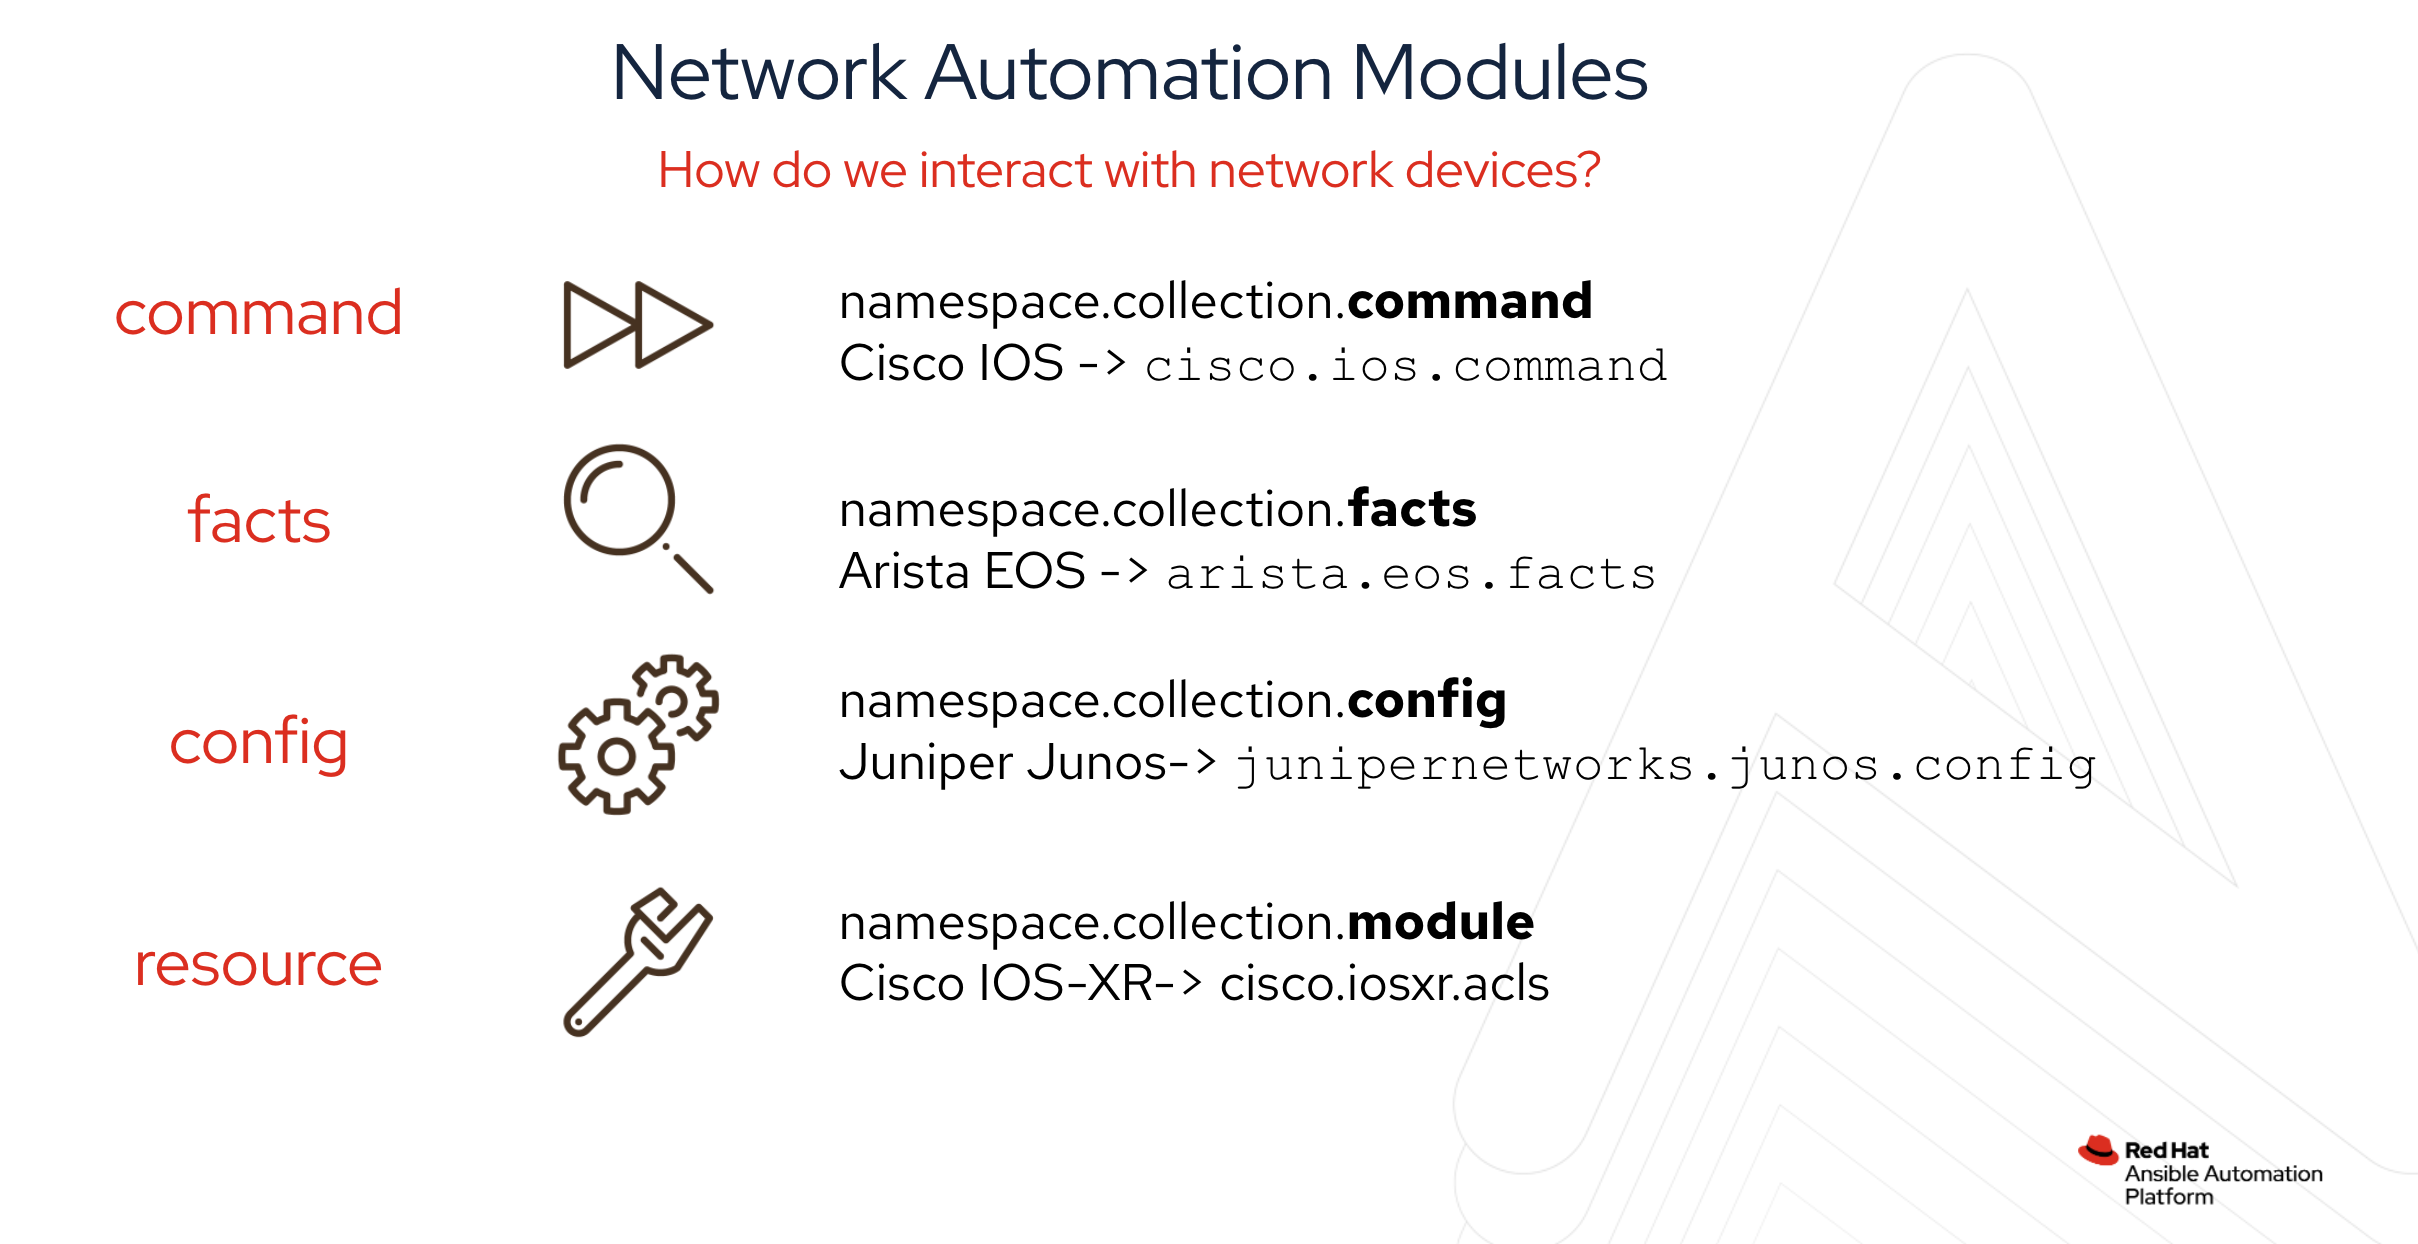 Network Automation Modules
How do we interact with network devices?
command
namespace.collection.command
Cisco IOS -> cisco.ios.command
facts
namespace.collection.facts
Arista EOS -> arista.eos.facts
config
namespace.collection.config
Juniper Junos-> junipernetworks.junos.config
resource
namespace.collection.module
Cisco IOS-XR-> cisco.iosxr.acls
Red Hat
Ansible Automation
Platform